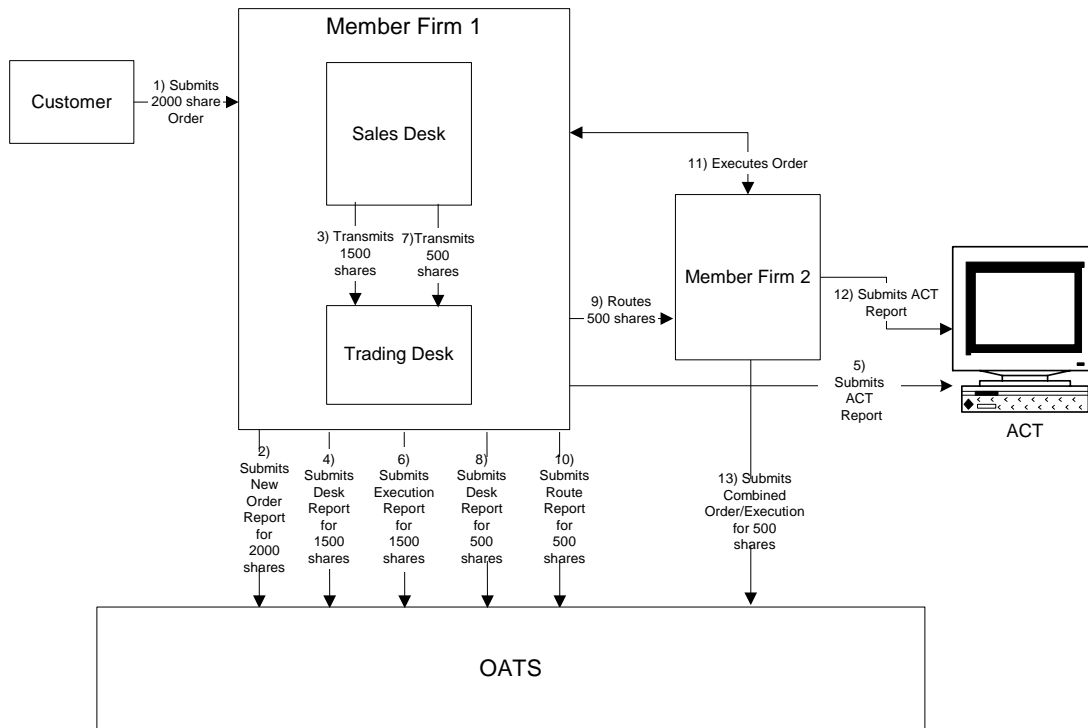 Member Firm 1
Customer
1) Submits
2000 share
Order
Sales Desk
11) Executes Order
3) Transmits
1500
shares
7)Transmits
500
shares
Member Firm 2
9) Routes
500 shares
12) Submits ACT
Report
Trading Desk
5)
Submits
ACT
Report
ACT
2)
Submits
New
Order
Report
for
2000
shares
4)
Submits
Desk
Report
for
1500
shares
6)
Submits
Execution
Report for
1500
shares
8)
Submits
Desk
Report
for
500
shares
10)
Submits
Route
Report
for
500
shares
13) Submits
Combined
Order/Execution
for 500
shares
OATS